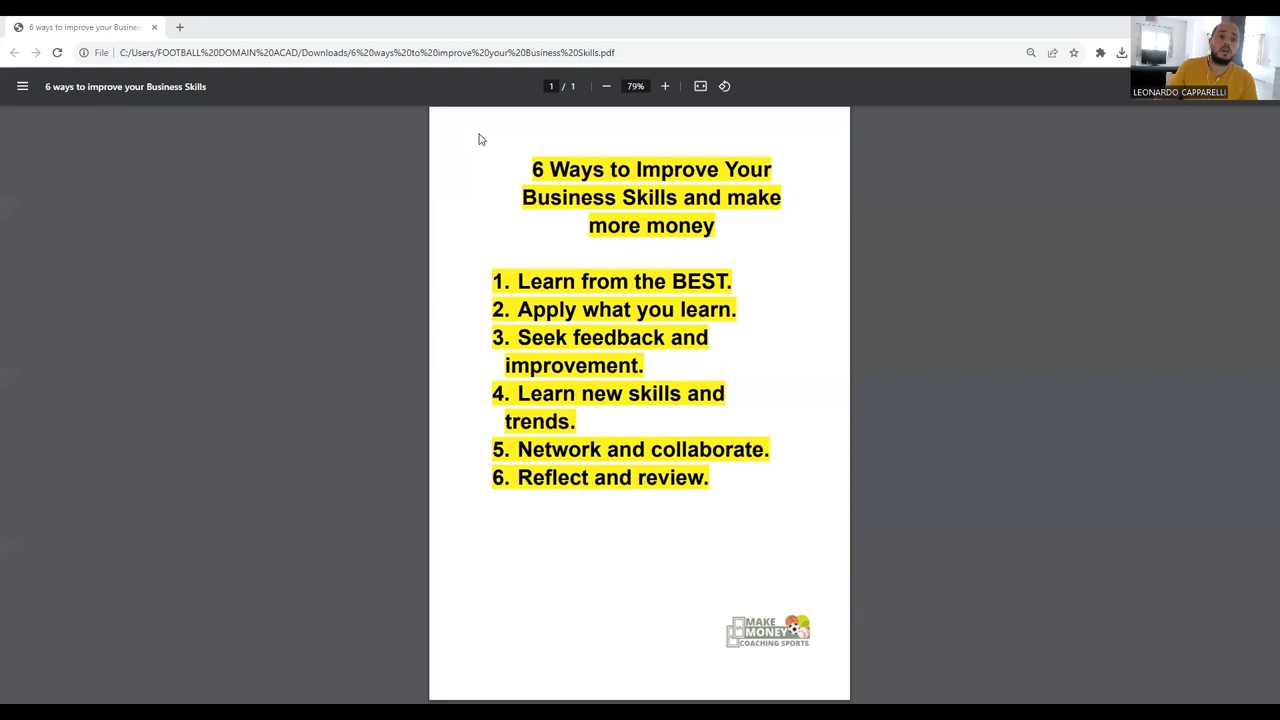 6 ways to improve your Busines
File
C:/Users/FOOTBALL%20DOMAIN%20ACAD/Downloads/6%20ways%20to%20improve%20your%20Business%20Skills.pdf
6 ways to improve your Business Skills
1 / 1
79%
LEONARDO CAPPARELLI
6 Ways to Improve Your
Business Skills and make
more money
1. Learn from the BEST.
2. Apply what you learn.
3. Seek feedback and
improvement.
4. Learn new skills and
trends.
5. Network and collaborate.
6. Reflect and review.
MAKE
MONEY
COACHING SPORTS